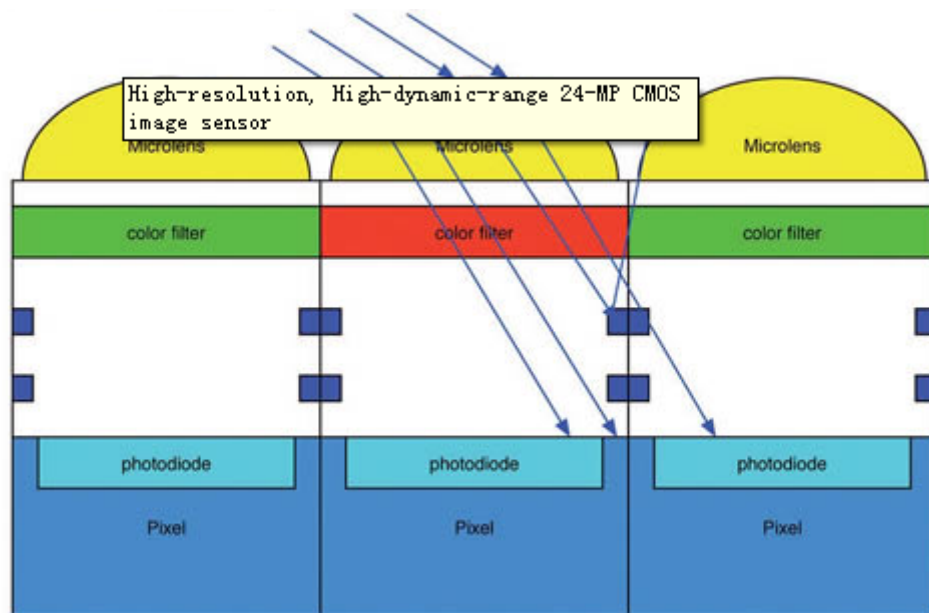 High-resolution, High-dynamic-range 24-MP CMOS
image sensor
Microlens
Microlens
Microlens
color filter
color filter
color filter
photodiode
photodiode
photodiode
Pixel
Pixel
Pixel